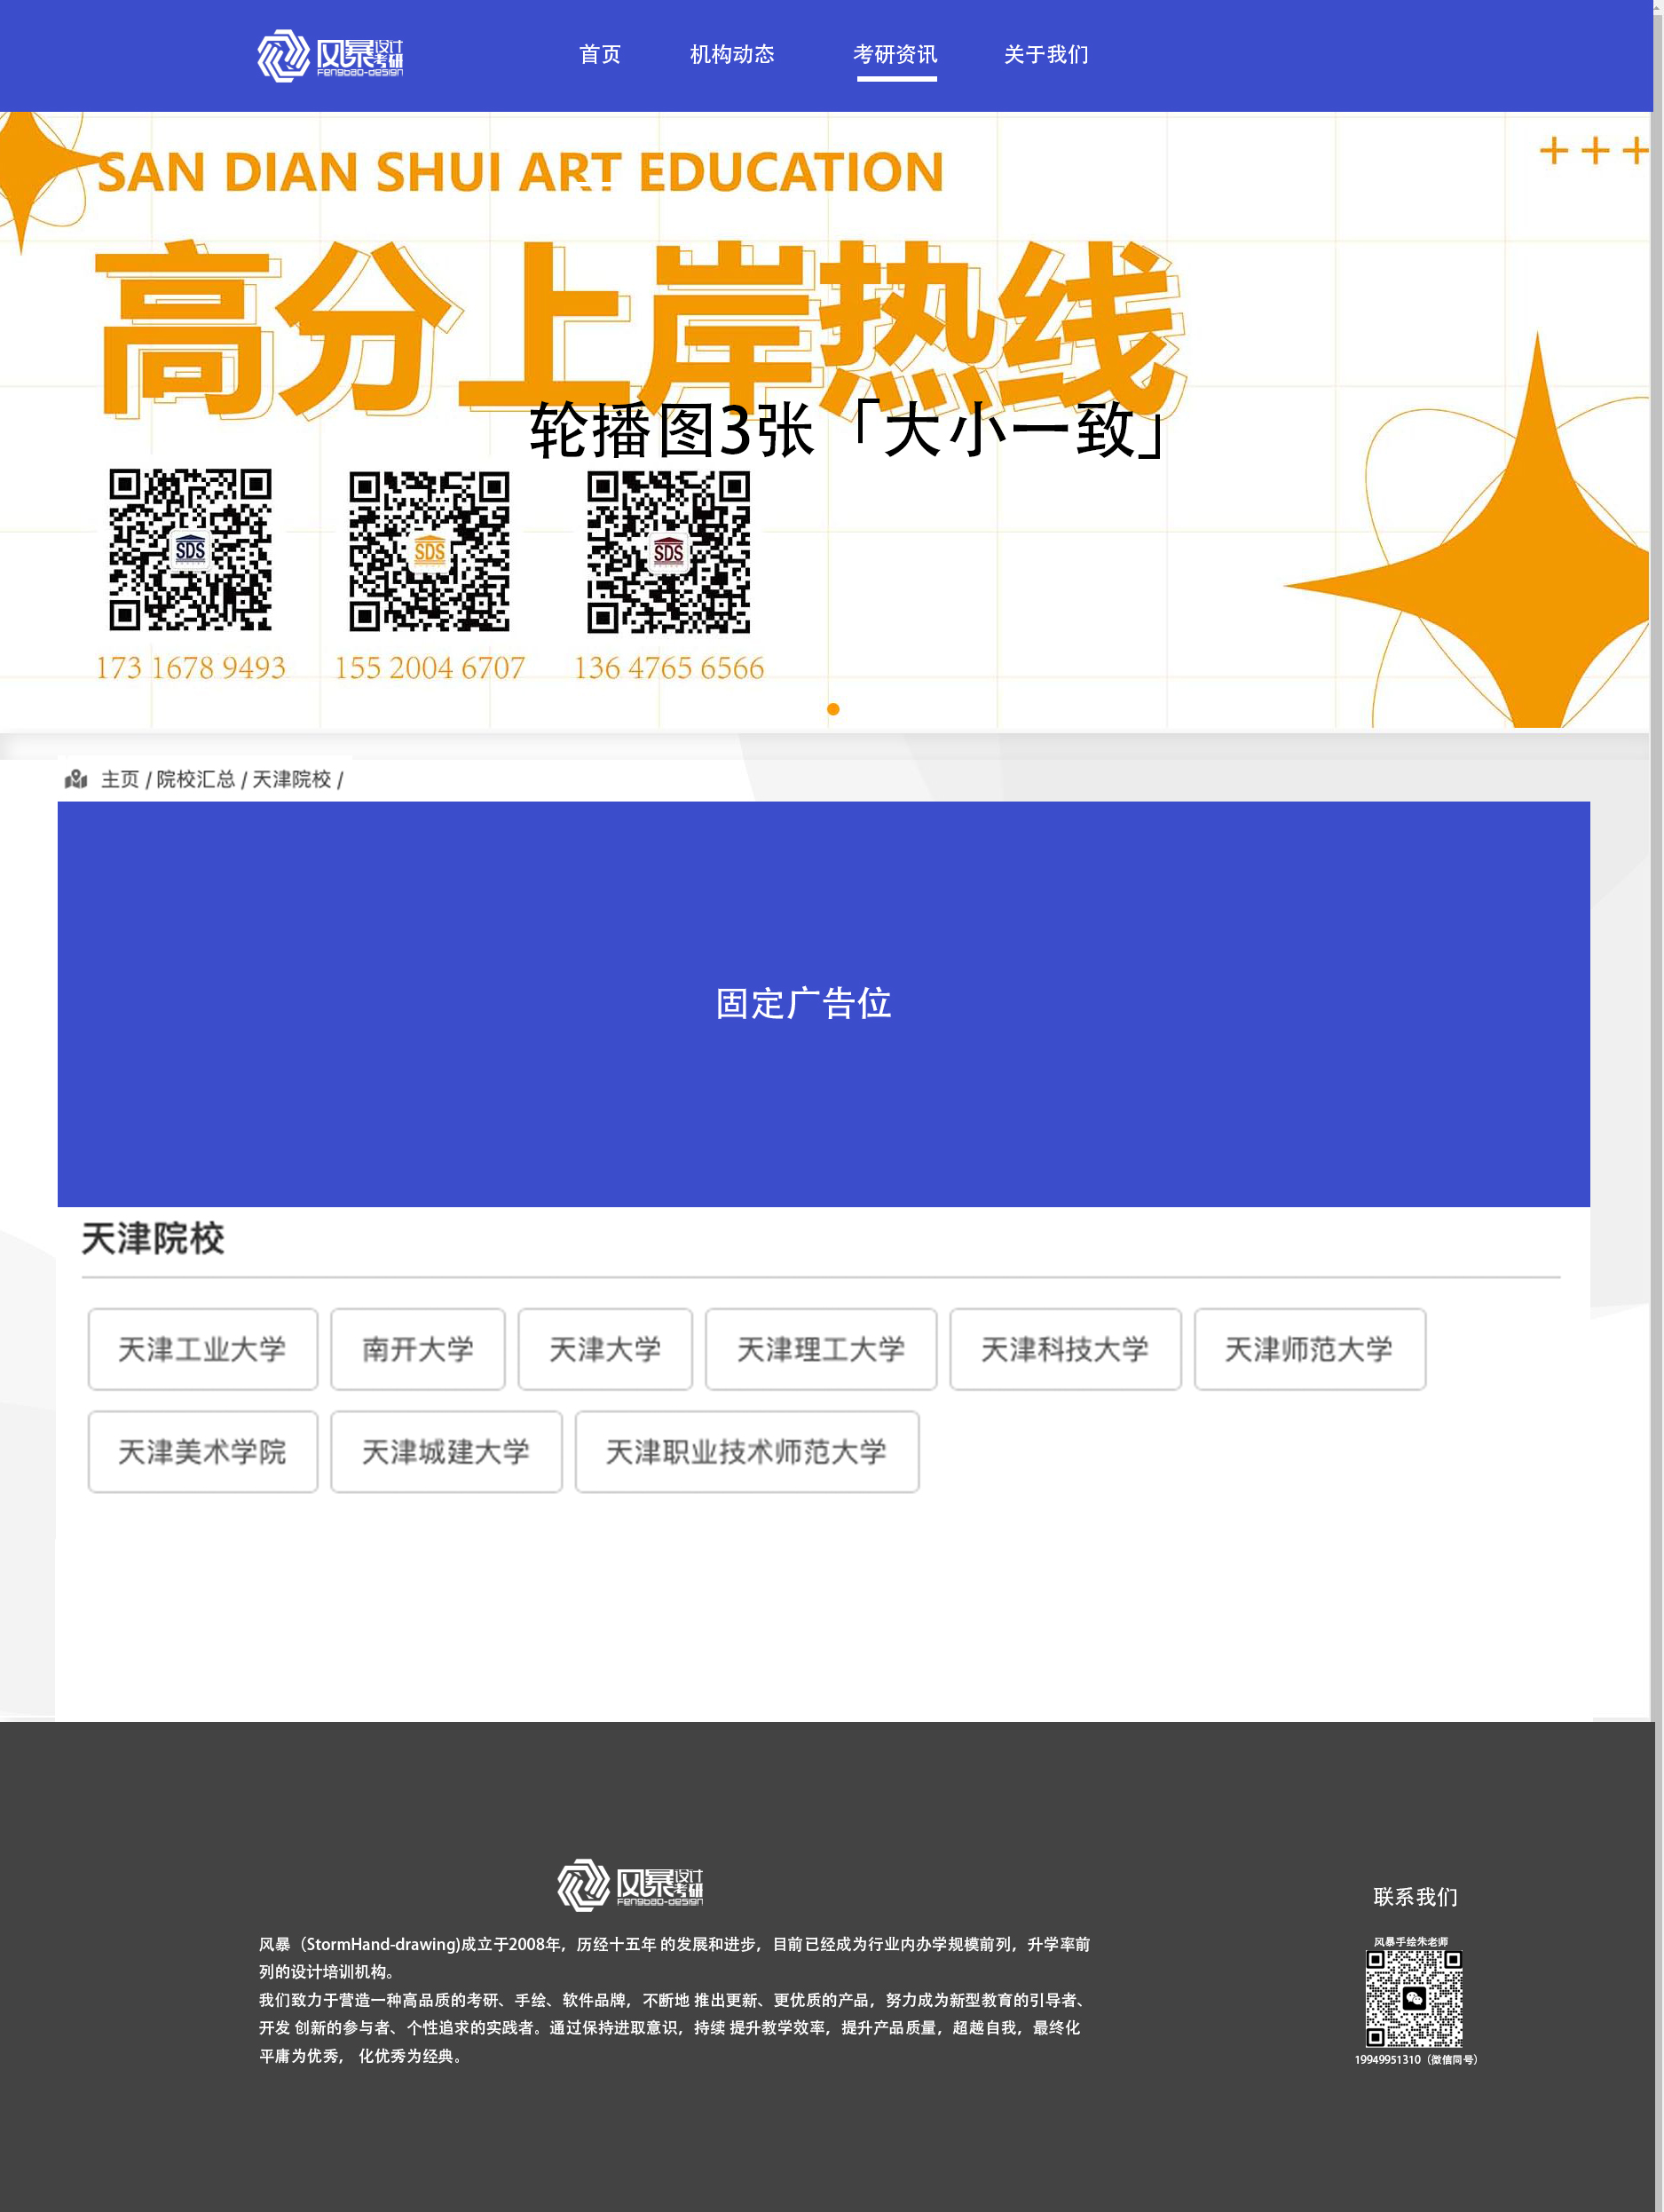 风暴设计考研
Fengbao-design
首页 机构动态 考研资讯 关于我们
SAN DIAN SHUI ART EDUCATION
高分上岸热线
轮播图3张「大小一致」
SDS SDS SDS
173 1678 9493 155 2004 6707 136 4765 6566
主页 / 院校汇总 / 天津院校 /
固定广告位
天津院校
天津工业大学 南开大学 天津大学 天津理工大学 天津科技大学 天津师范大学
天津美术学院 天津城建大学 天津职业技术师范大学
风暴设计考研
Fengbao-design
联系我们
风暴手绘朱老师
风暴（StormHand-drawing)成立于2008年，历经十五年 的发展和进步，目前已经成为行业内办学规模前列，升学率前
列的设计培训机构。
我们致力于营造一种高品质的考研、手绘、软件品牌，不断地 推出更新、更优质的产品，努力成为新型教育的引导者、
开发 创新的参与者、个性追求的实践者。通过保持进取意识，持续 提升教学效率，提升产品质量，超越自我，最终化
平庸为优秀， 化优秀为经典。
19949951310（微信同号）